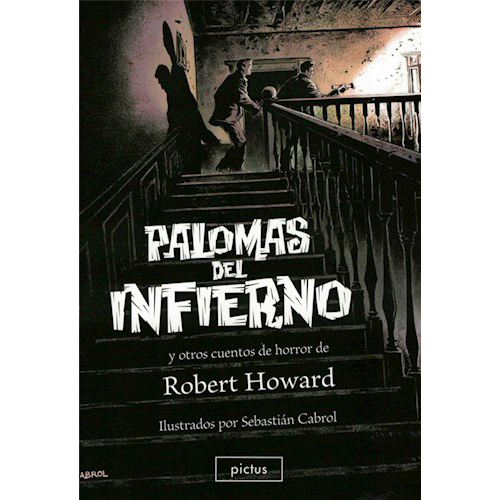 PALOMAS
DEL
INFIERNO
y otros cuentos de horror de
Robert Howard
Ilustrados por Sebastián Cabrol
ABROL
pictus